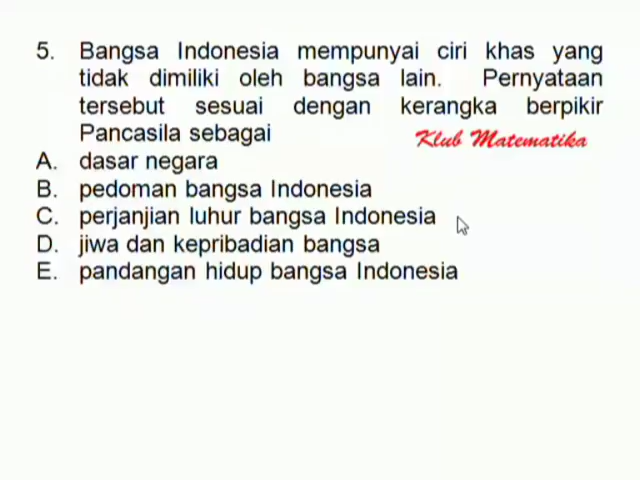 5. Bangsa Indonesia mempunyai ciri khas yang
tidak dimiliki oleh bangsa lain. Pernyataan
tersebut sesuai dengan kerangka berpikir
Pancasila sebagai
Klub Matematika
A. dasar negara
B. pedoman bangsa Indonesia
C. perjanjian luhur bangsa Indonesia
D. jiwa dan kepribadian bangsa
E. pandangan hidup bangsa Indonesia